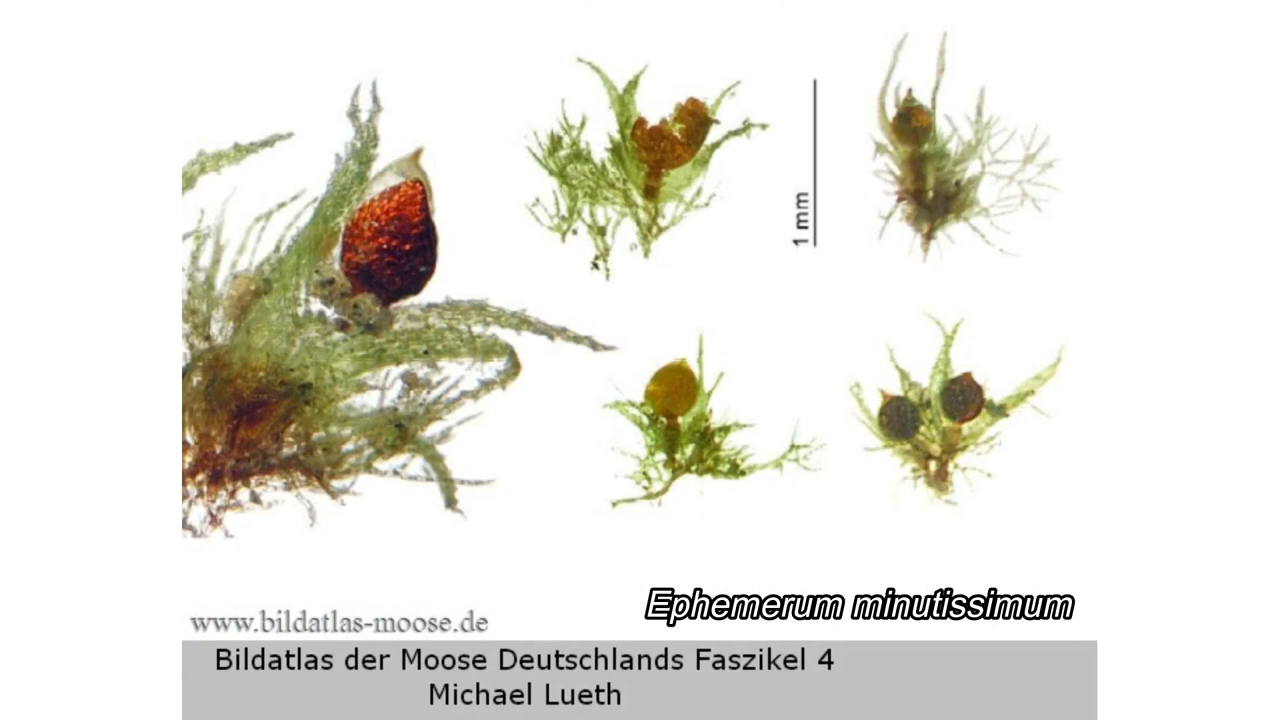 1 mm
Ephemerum minutissimum
www.bildatlas-moose.de
Bildatlas der Moose Deutschlands Faszikel 4
Michael Lueth